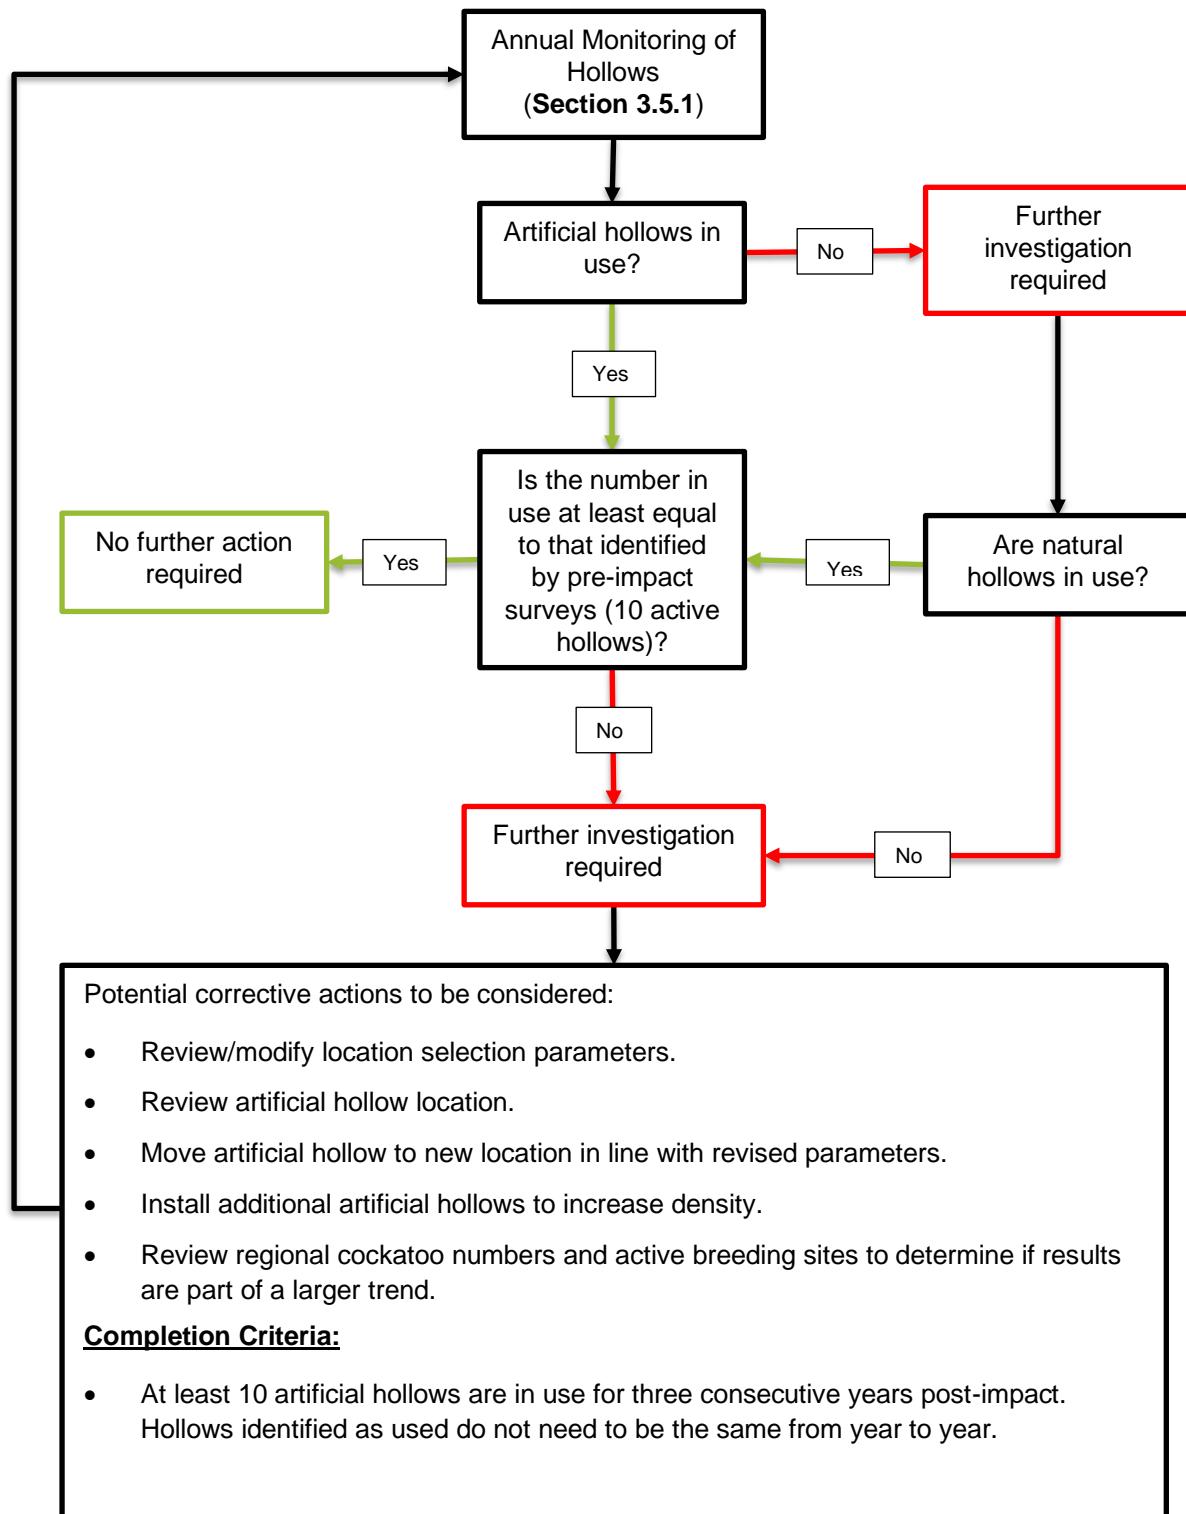 Annual Monitoring of
Hollows
(Section 3.5.1)
Artificial hollows in
use?
No
Further
investigation
required
Yes
Is the number in
use at least equal
to that identified
by pre-impact
surveys (10 active
hollows)?
Yes
No further action
required
Yes
Are natural
hollows in use?
No
Further investigation
required
No
Potential corrective actions to be considered:
• Review/modify location selection parameters.
• Review artificial hollow location.
• Move artificial hollow to new location in line with revised parameters.
• Install additional artificial hollows to increase density.
• Review regional cockatoo numbers and active breeding sites to determine if results
are part of a larger trend.
Completion Criteria:
• At least 10 artificial hollows are in use for three consecutive years post-impact.
Hollows identified as used do not need to be the same from year to year.